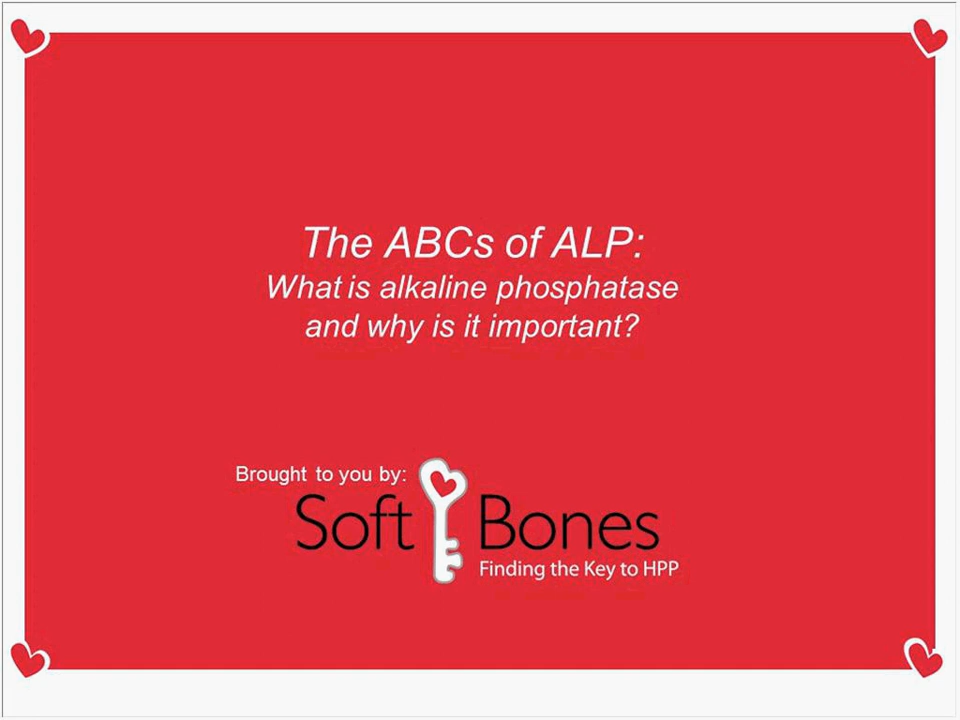 The ABCs of ALP:
What is alkaline phosphatase
and why is it important?
Brought to you by:
Soft Bones
Finding the Key to HPP